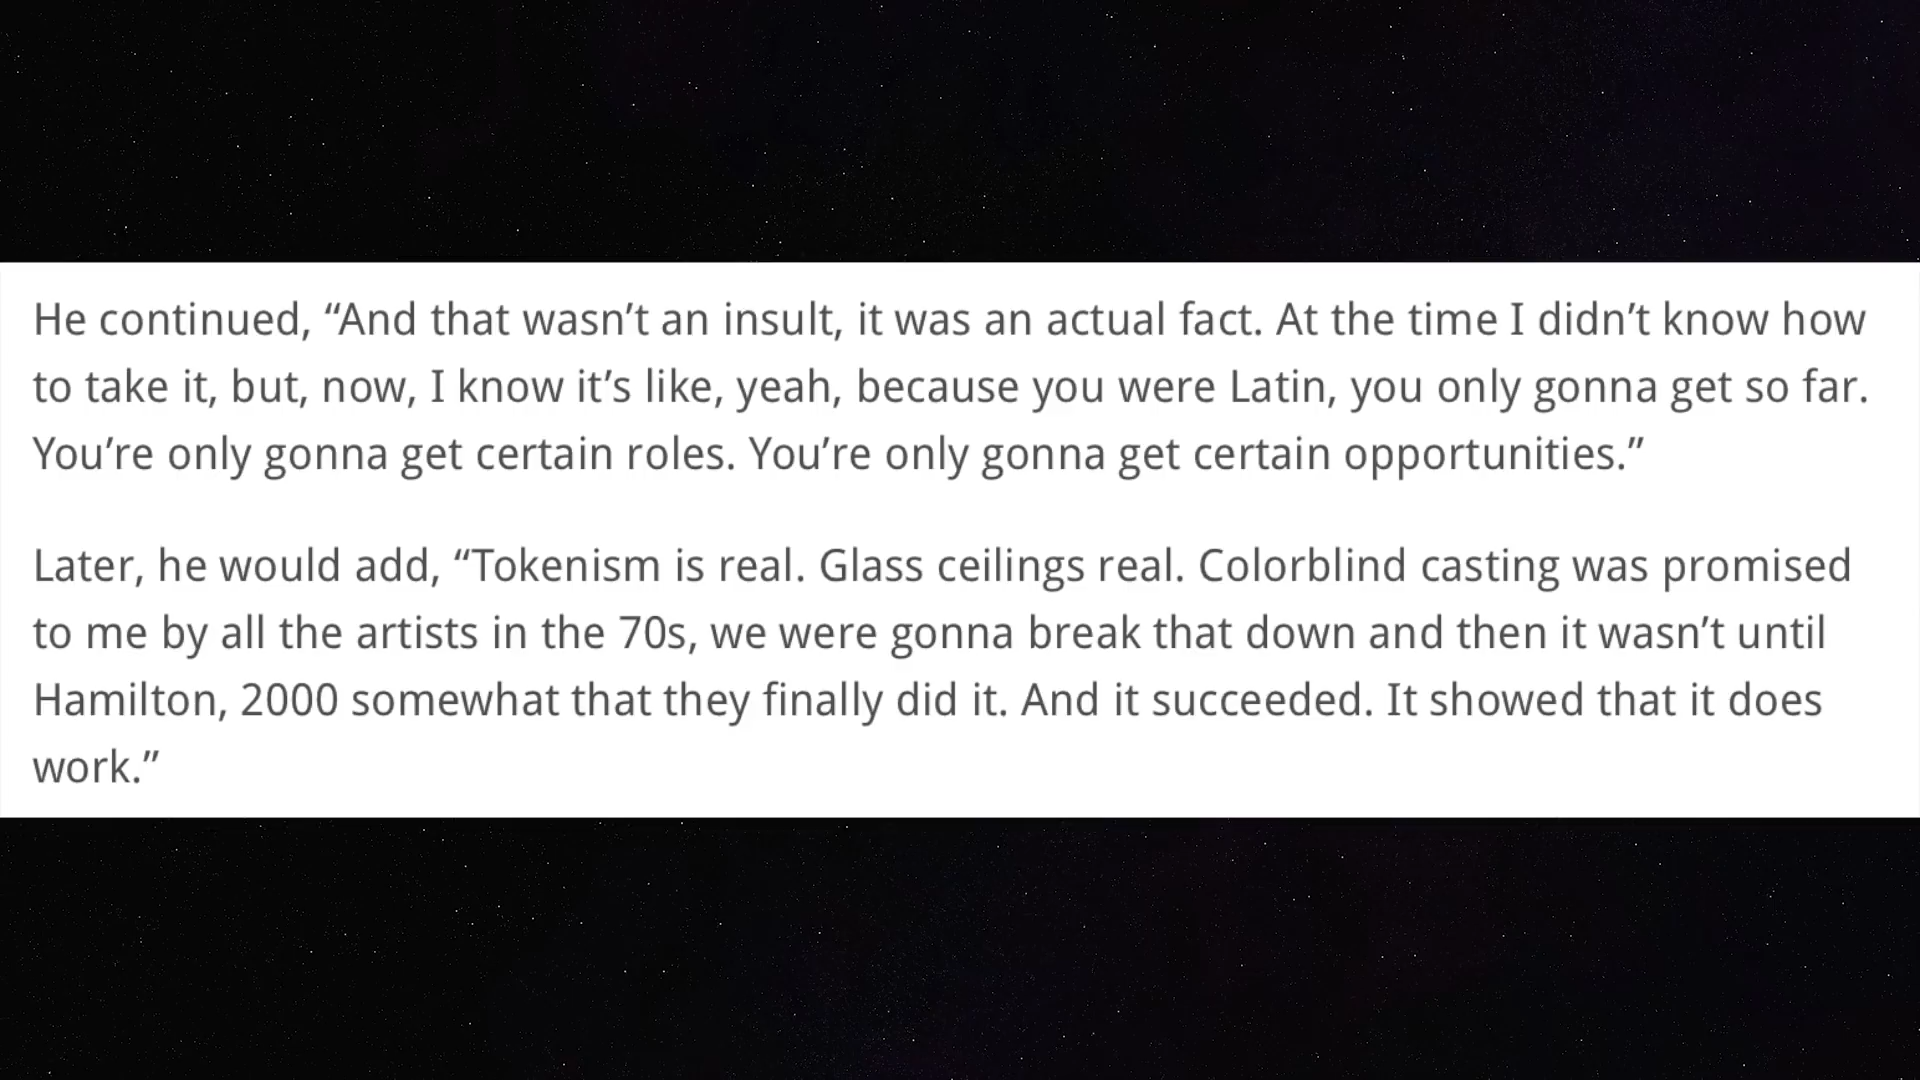 He continued, “And that wasn’t an insult, it was an actual fact. At the time I didn’t know how
to take it, but, now, I know it’s like, yeah, because you were Latin, you only gonna get so far.
You’re only gonna get certain roles. You’re only gonna get certain opportunities.”
Later, he would add, “Tokenism is real. Glass ceilings real. Colorblind casting was promised
to me by all the artists in the 70s, we were gonna break that down and then it wasn’t until
Hamilton, 2000 somewhat that they finally did it. And it succeeded. It showed that it does
work.”